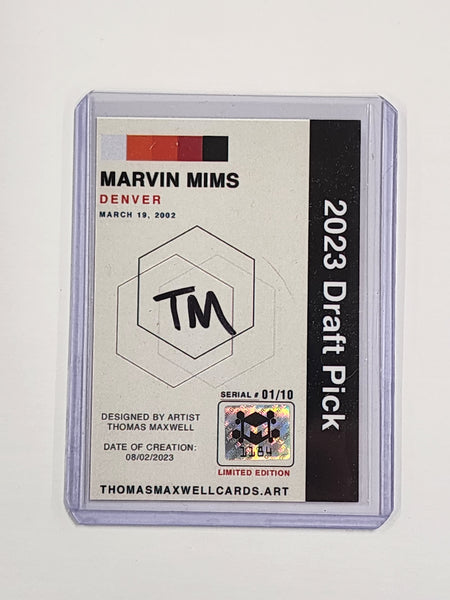 MARVIN MIMS
DENVER
MARCH 19, 2002
2023 Draft Pick
TM
SERIAL # 01/10
DESIGNED BY ARTIST
THOMAS MAXWELL
1184
DATE OF CREATION:
08/02/2023
LIMITED EDITION
THOMASMAXWELLCARDS.ART